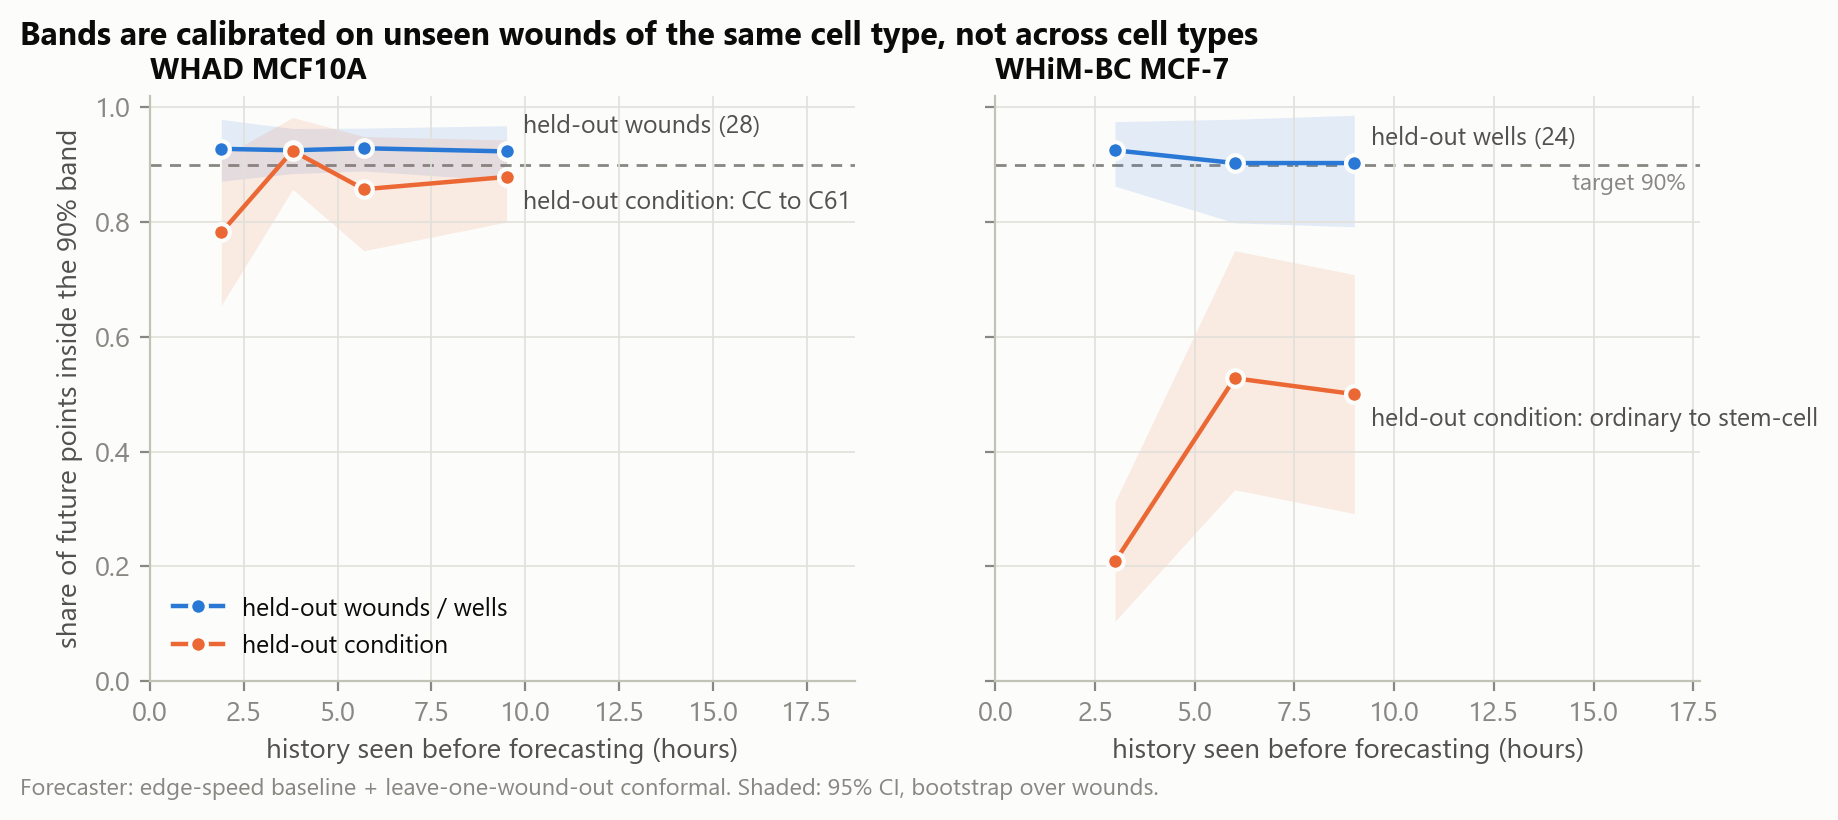 Bands are calibrated on unseen wounds of the same cell type, not across cell types
WHAD MCF10A
share of future points inside the 90% band
1.0
0.8
0.6
0.4
0.2
0.0
held-out wounds (28)
held-out condition: CC to C61
held-out wounds / wells
held-out condition
0.0 2.5 5.0 7.5 10.0 12.5 15.0 17.5
history seen before forecasting (hours)
WHiM-BC MCF-7
held-out wells (24)
target 90%
held-out condition: ordinary to stem-cell
0.0 2.5 5.0 7.5 10.0 12.5 15.0 17.5
history seen before forecasting (hours)
Forecaster: edge-speed baseline + leave-one-wound-out conformal. Shaded: 95% CI, bootstrap over wounds.